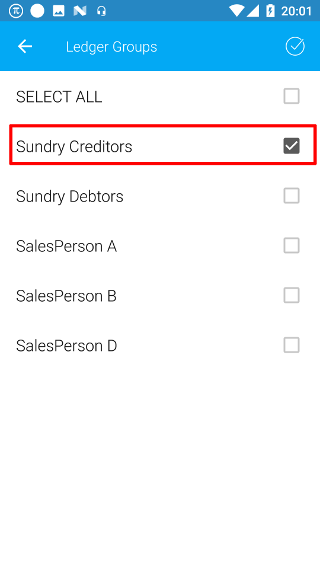 20:01
Ledger Groups
SELECT ALL
Sundry Creditors
Sundry Debtors
SalesPerson A
SalesPerson B
SalesPerson D